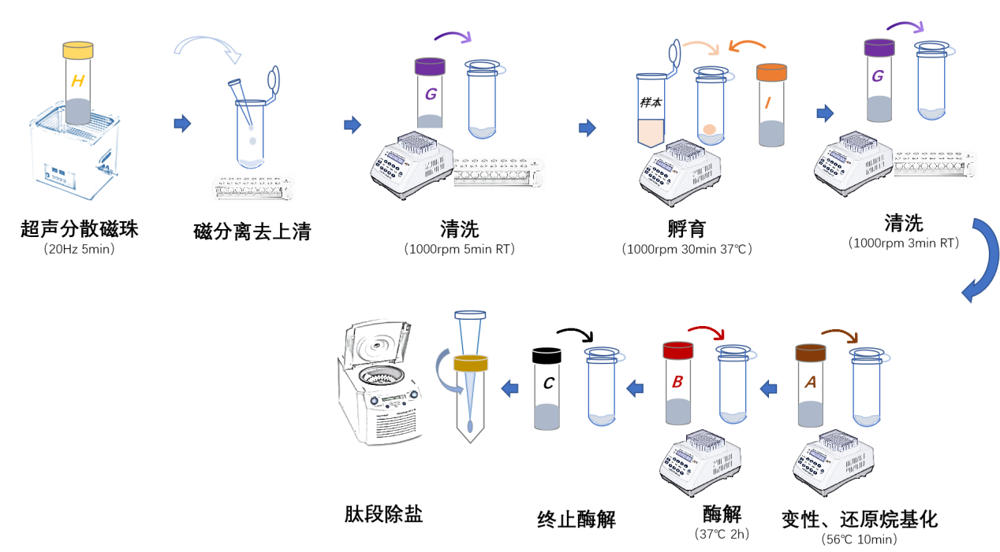 H
G
样本
I
G
超声分散磁珠
（20Hz 5min）
磁分离去上清
清洗
（1000rpm 5min RT）
孵育
（1000rpm 30min 37℃）
清洗
（1000rpm 3min RT）
C
B
A
肽段除盐
终止酶解
酶解
（37℃ 2h）
变性、还原烷基化
（56℃ 10min）